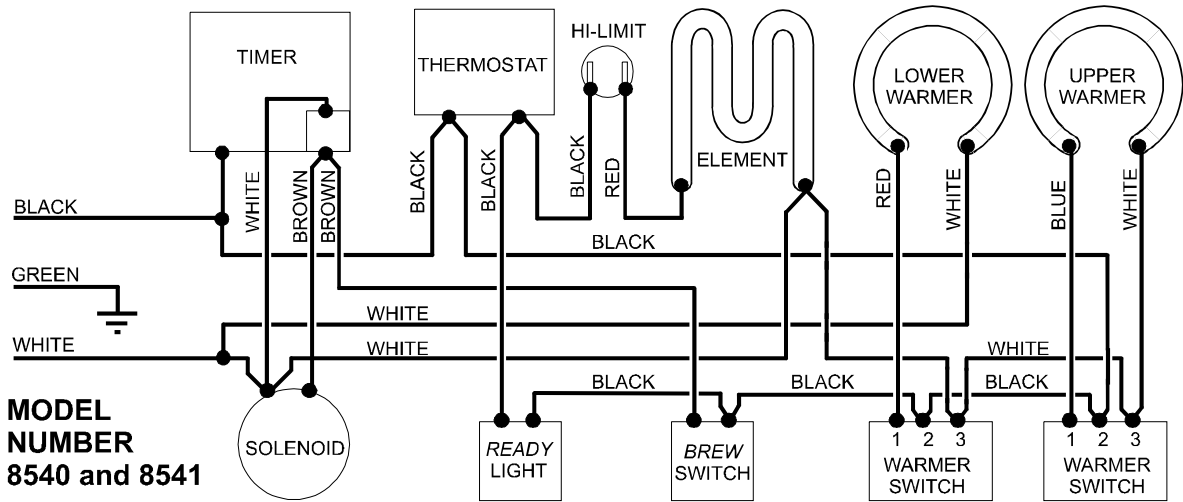 TIMER
THERMOSTAT
HI-LIMIT
ELEMENT
LOWER
WARMER
UPPER
WARMER
BLACK
GREEN
WHITE
WHITE
BROWN
BROWN
BLACK
BLACK
BLACK
RED
RED
WHITE
BLUE
WHITE
BLACK
WHITE
WHITE
WHITE
BLACK
BLACK
BLACK
MODEL
NUMBER
8540 and 8541
SOLENOID
READY
LIGHT
BREW
SWITCH
1 2 3
WARMER
SWITCH
1 2 3
WARMER
SWITCH